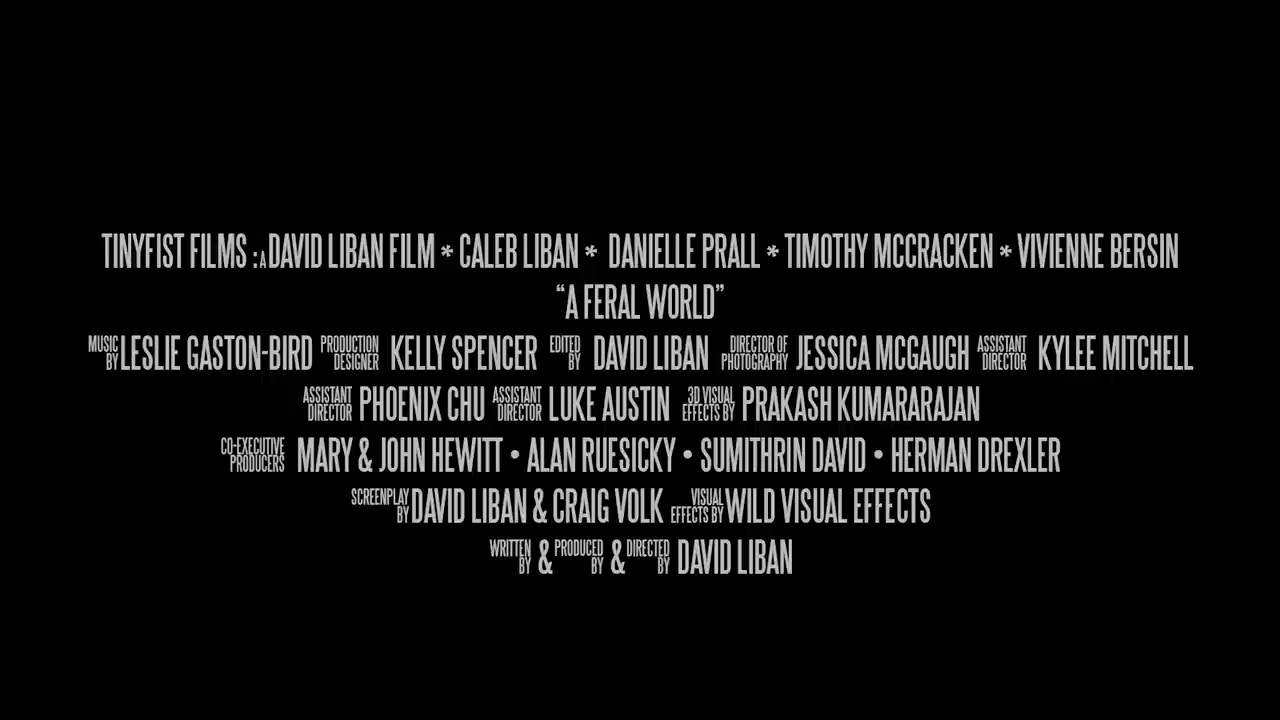 TINYFIST FILMS : A DAVID LIBAN FILM * CALEB LIBAN * DANIELLE PRALL * TIMOTHY MCCRACKEN * VIVIENNE BERSIN
“A FERAL WORLD”
MUSIC BY LESLIE GASTON-BIRD PRODUCTION DESIGNER KELLY SPENCER EDITED BY DAVID LIBAN DIRECTOR OF PHOTOGRAPHY JESSICA MCGAUGH ASSISTANT DIRECTOR KYLEE MITCHELL
ASSISTANT DIRECTOR PHOENIX CHU ASSISTANT DIRECTOR LUKE AUSTIN 3D VISUAL EFFECTS BY PRAKASH KUMARARAJAN
CO-EXECUTIVE PRODUCERS MARY & JOHN HEWITT • ALAN RUESICKY • SUMITHRIN DAVID • HERMAN DREXLER
SCREENPLAY BY DAVID LIBAN & CRAIG VOLK VISUAL EFFECTS BY WILD VISUAL EFFECTS
WRITTEN BY & PRODUCED BY & DIRECTED BY DAVID LIBAN